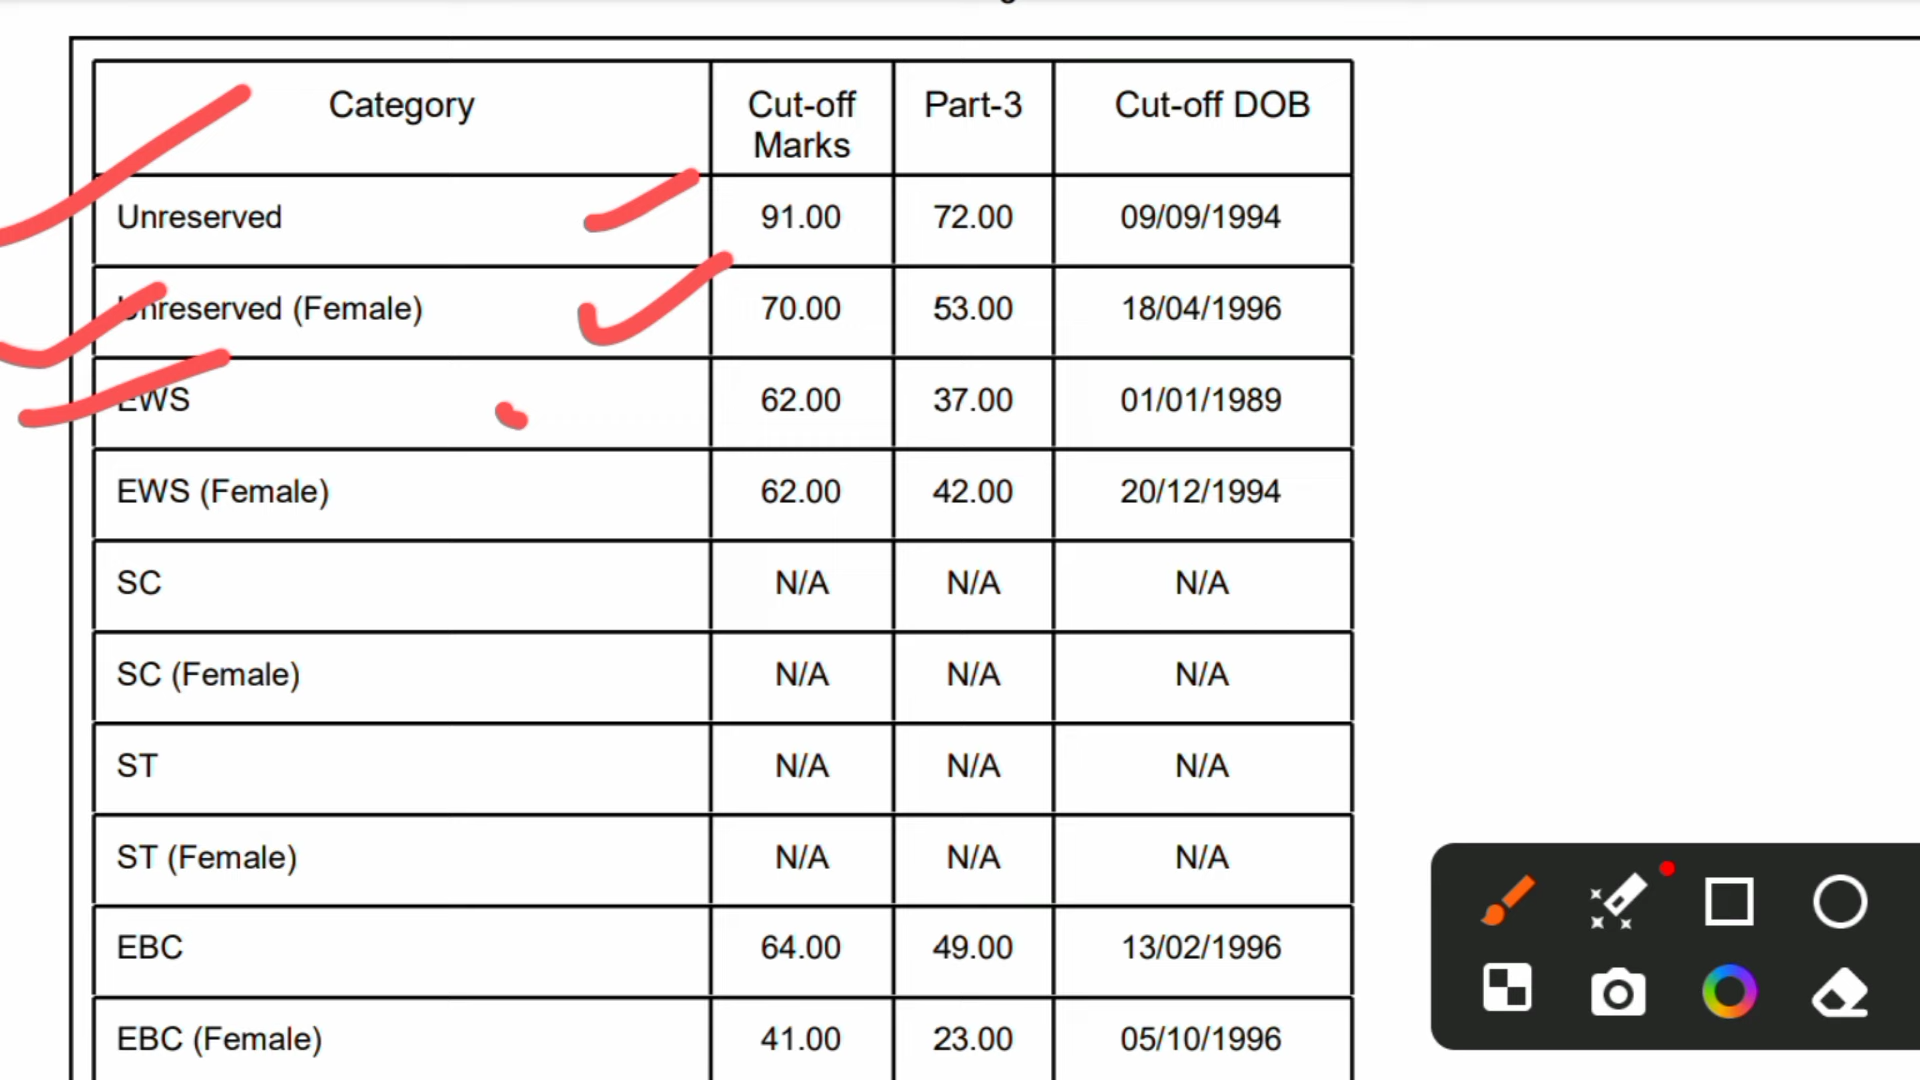 Category Cut-off Marks Part-3 Cut-off DOB
Unreserved 91.00 72.00 09/09/1994
Unreserved (Female) 70.00 53.00 18/04/1996
EWS 62.00 37.00 01/01/1989
EWS (Female) 62.00 42.00 20/12/1994
SC N/A N/A N/A
SC (Female) N/A N/A N/A
ST N/A N/A N/A
ST (Female) N/A N/A N/A
EBC 64.00 49.00 13/02/1996
EBC (Female) 41.00 23.00 05/10/1996